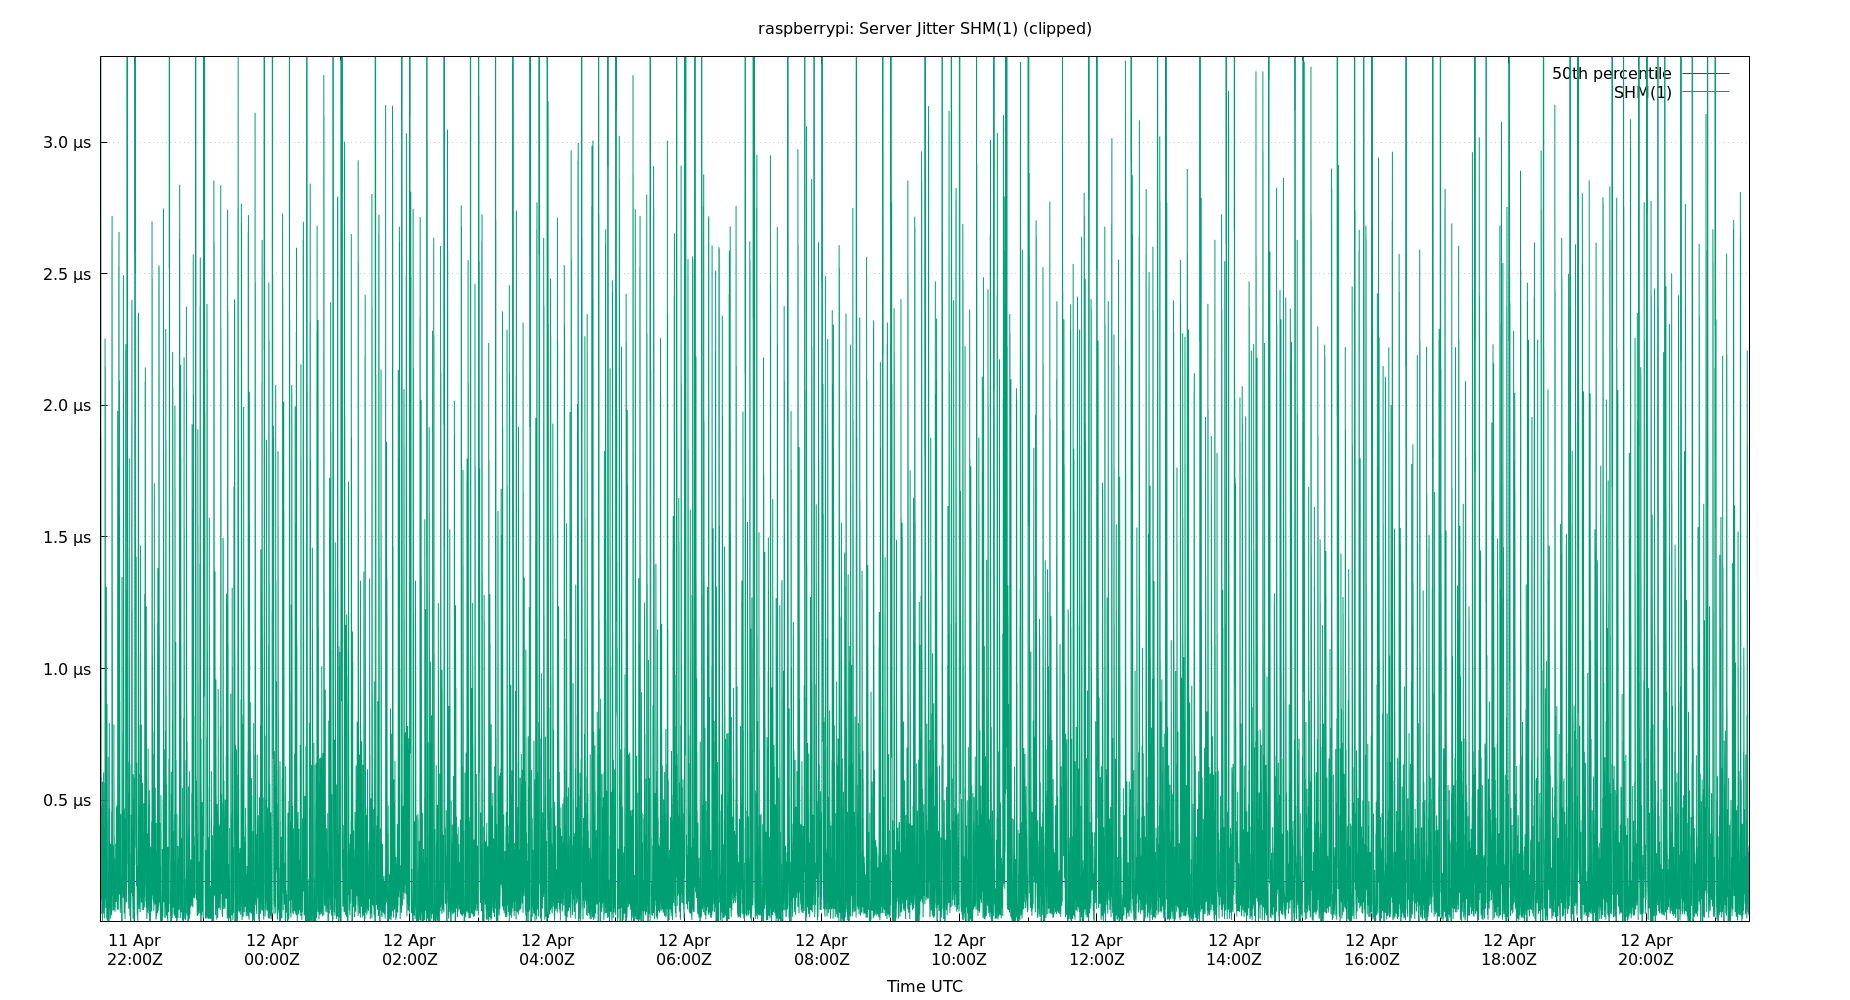 raspberrypi: Server Jitter SHM(1) (clipped)
50th percentile
SHM(1)
3.0 µs
2.5 µs
2.0 µs
1.5 µs
1.0 µs
0.5 µs
11 Apr 12 Apr 12 Apr 12 Apr 12 Apr 12 Apr 12 Apr 12 Apr 12 Apr 12 Apr 12 Apr 12 Apr
22:00Z 00:00Z 02:00Z 04:00Z 06:00Z 08:00Z 10:00Z 12:00Z 14:00Z 16:00Z 18:00Z 20:00Z
Time UTC